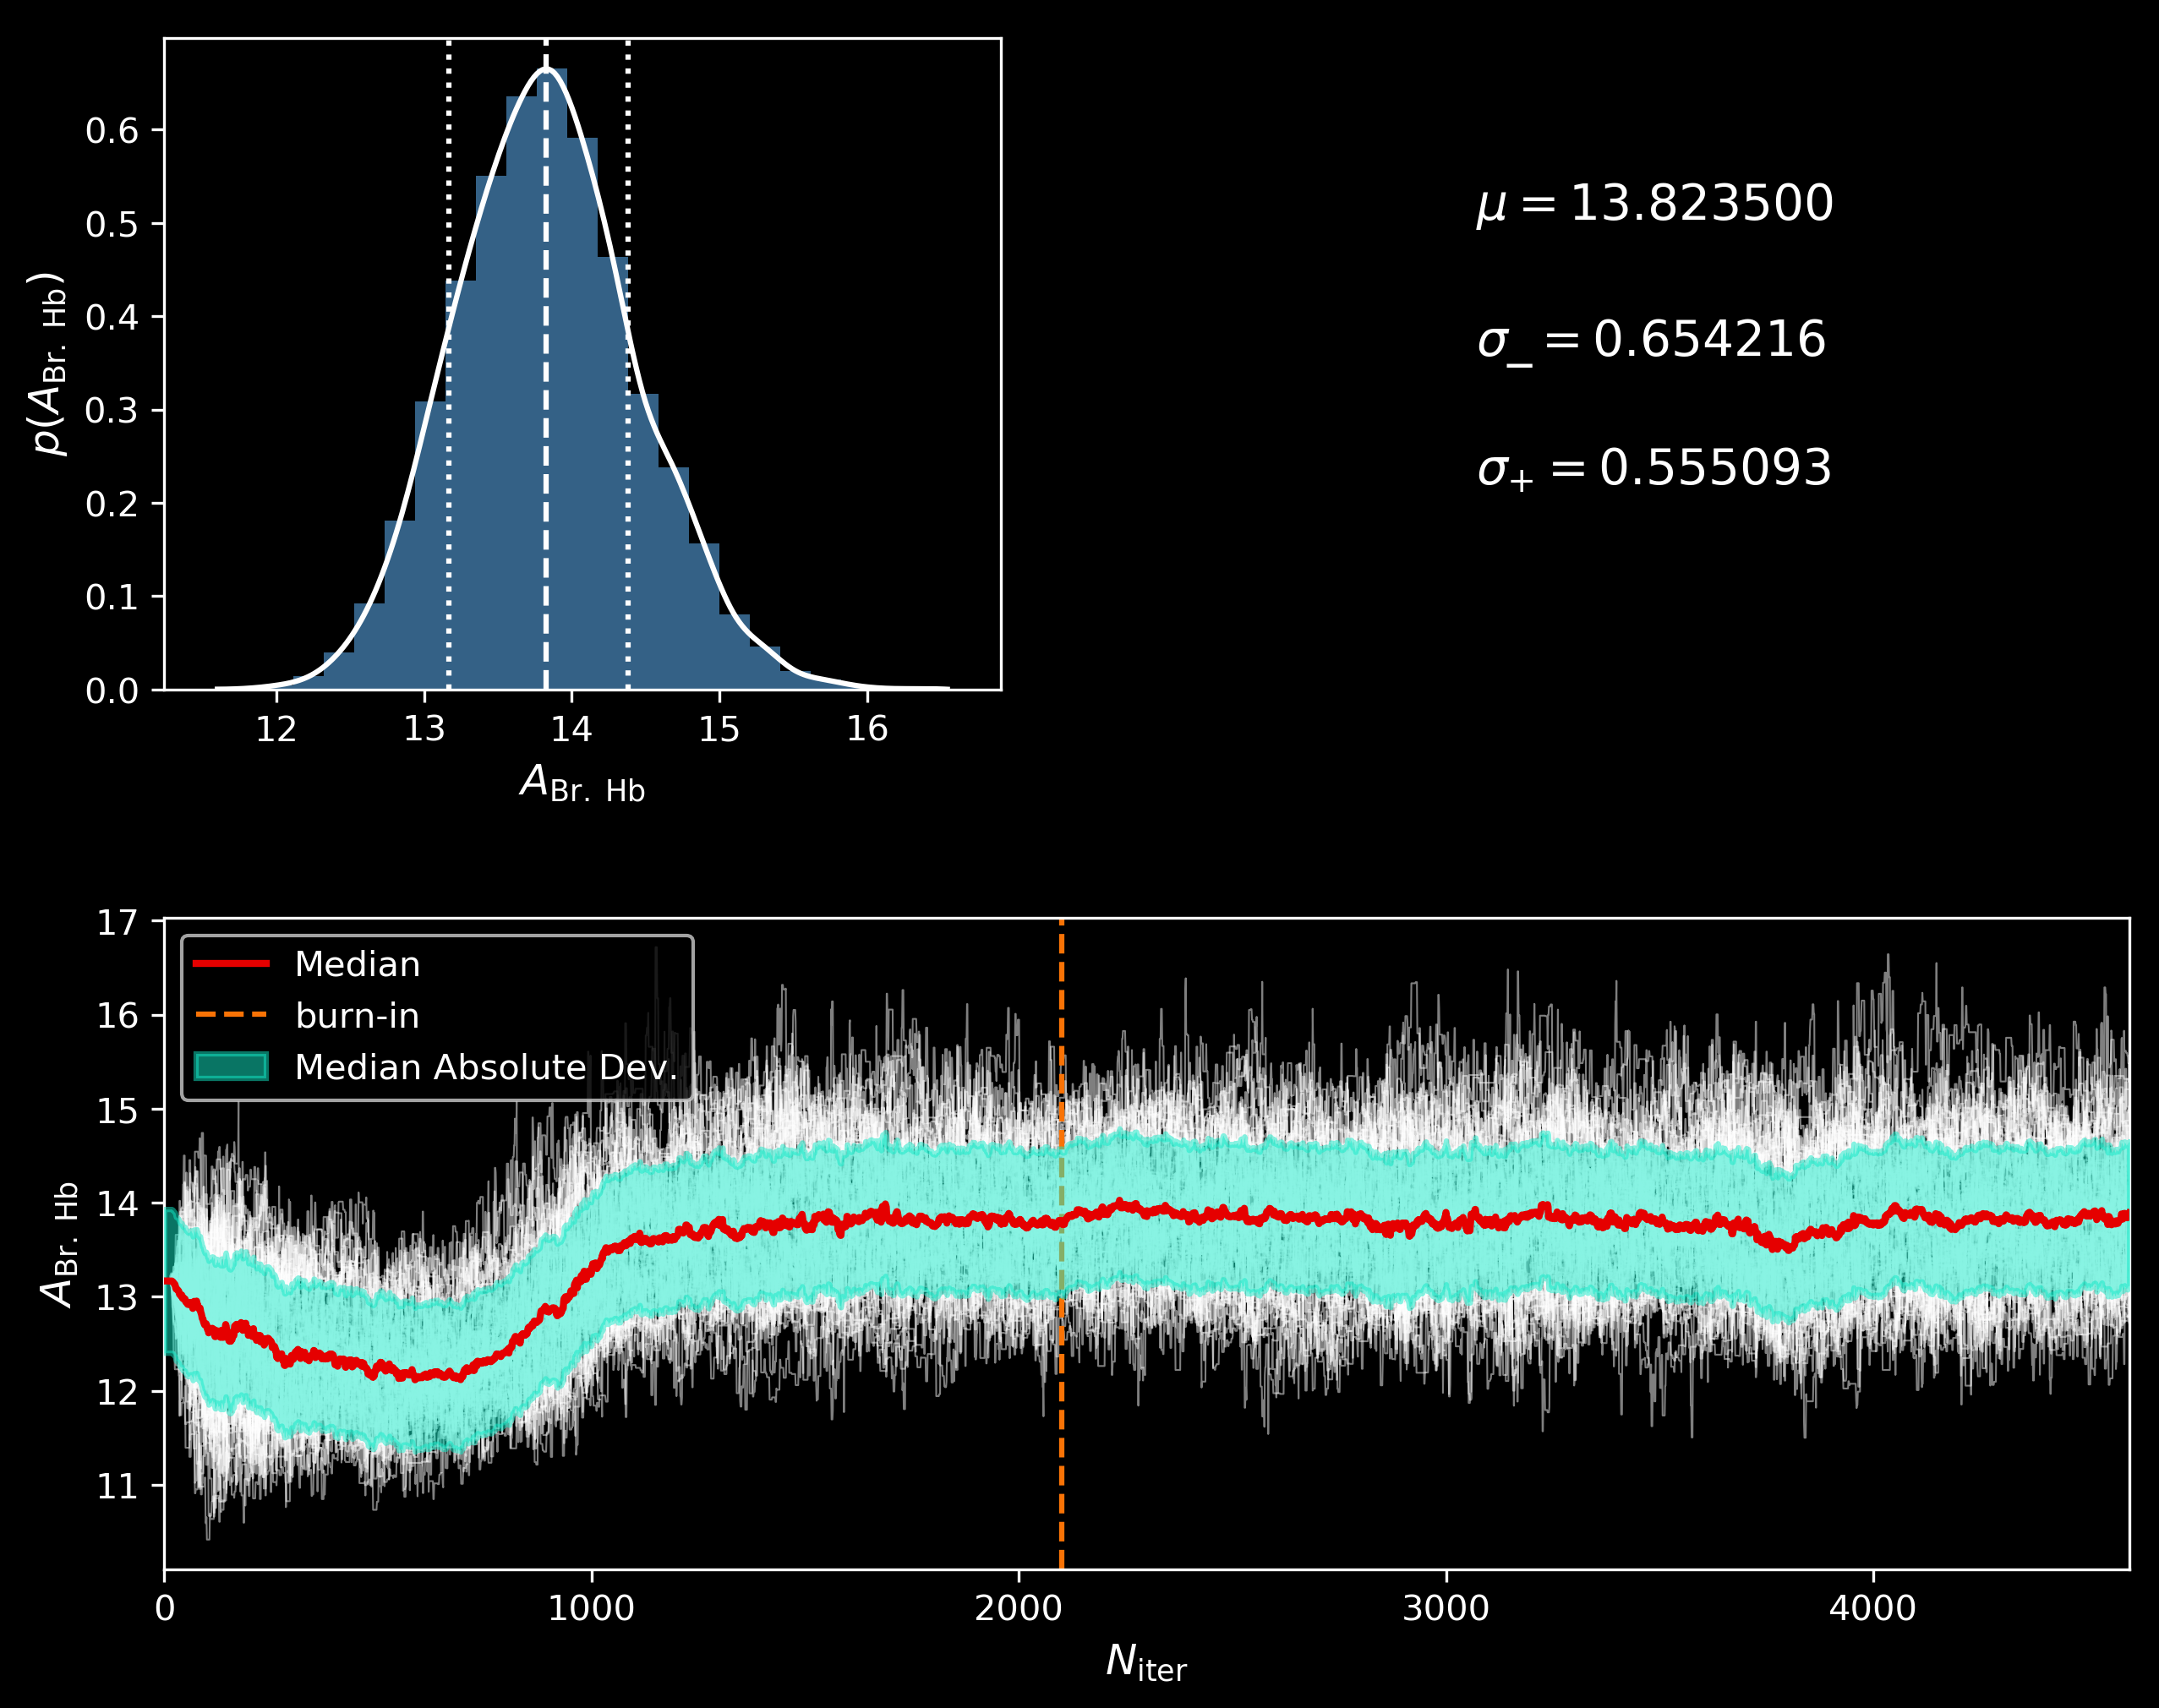 p(A_Br. Hb)
0.6
0.5
0.4
0.3
0.2
0.1
0.0
12 13 14 15 16
A_Br. Hb
μ = 13.823500
σ_− = 0.654216
σ_+ = 0.555093
A_Br. Hb
17
16
15
14
13
12
11
Median
burn-in
Median Absolute Dev.
0 1000 2000 3000 4000
N_iter